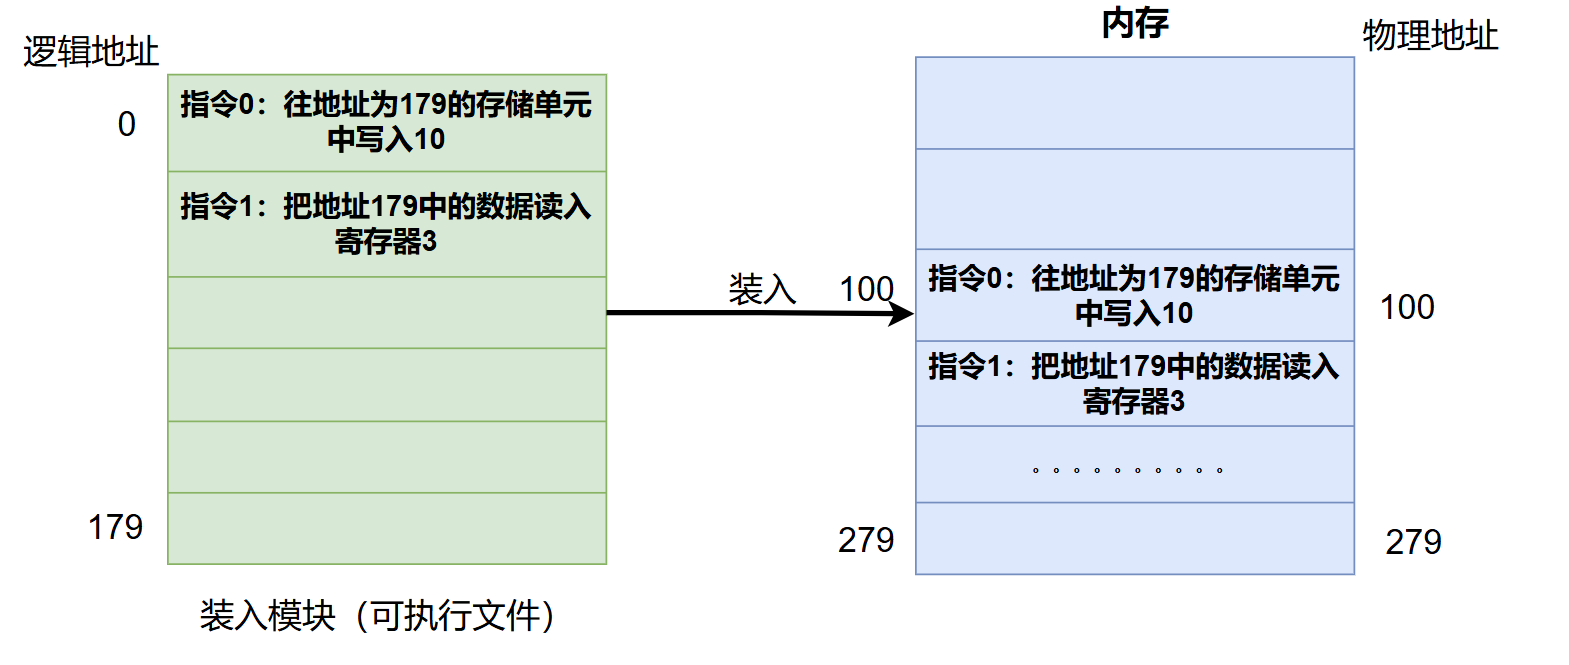 逻辑地址
0
指令0：往地址为179的存储单元
中写入10
指令1：把地址179中的数据读入
寄存器3
179
装入模块（可执行文件）
装入
内存
物理地址
100
指令0：往地址为179的存储单元
中写入10
100
指令1：把地址179中的数据读入
寄存器3
。。。。。。。。。。
279
279